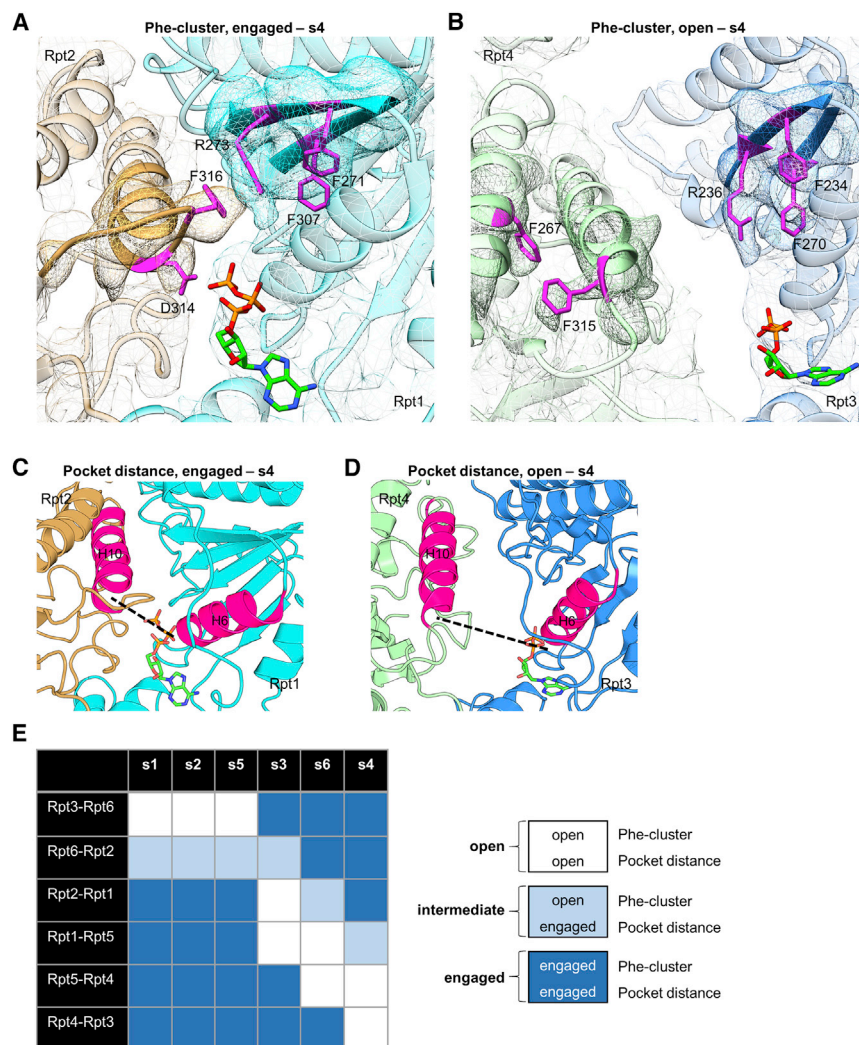 A
Phe-cluster, engaged – s4
Rpt2
R273
F316
F271
F307
D314
Rpt1
B
Phe-cluster, open – s4
Rpt4
R236
F234
F267
F270
F315
Rpt3
C
Pocket distance, engaged – s4
Rpt2
H10
H6
Rpt1
D
Pocket distance, open – s4
Rpt4
H10
H6
Rpt3
E
s1 s2 s5 s3 s6 s4
Rpt3-Rpt6
Rpt6-Rpt2
Rpt2-Rpt1
Rpt1-Rpt5
Rpt5-Rpt4
Rpt4-Rpt3
open
open Phe-cluster
open Pocket distance
intermediate
open Phe-cluster
engaged Pocket distance
engaged
engaged Phe-cluster
engaged Pocket distance